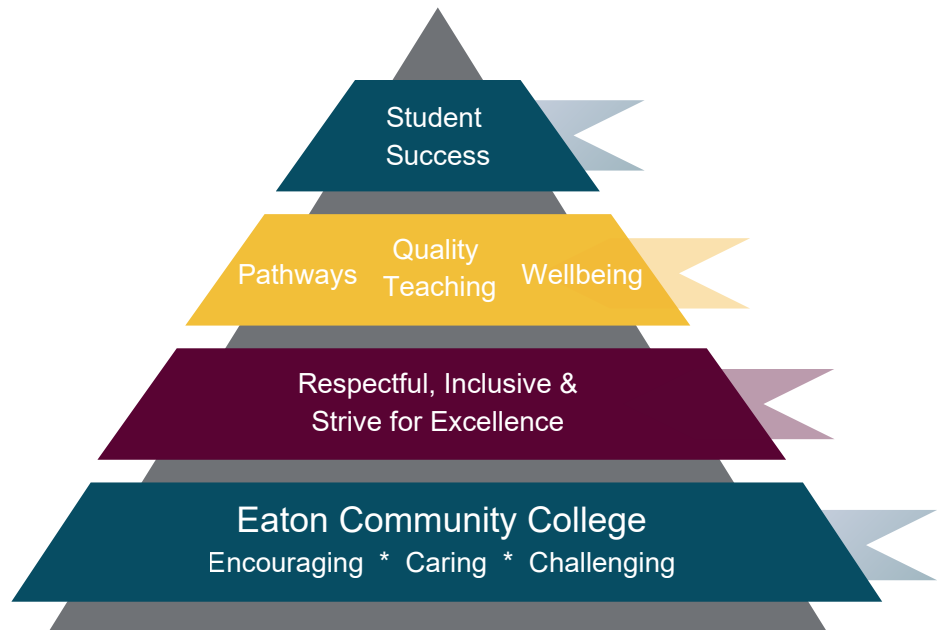 Student
Success
Pathways
Quality
Teaching
Wellbeing
Respectful, Inclusive &
Strive for Excellence
Eaton Community College
Encouraging * Caring * Challenging